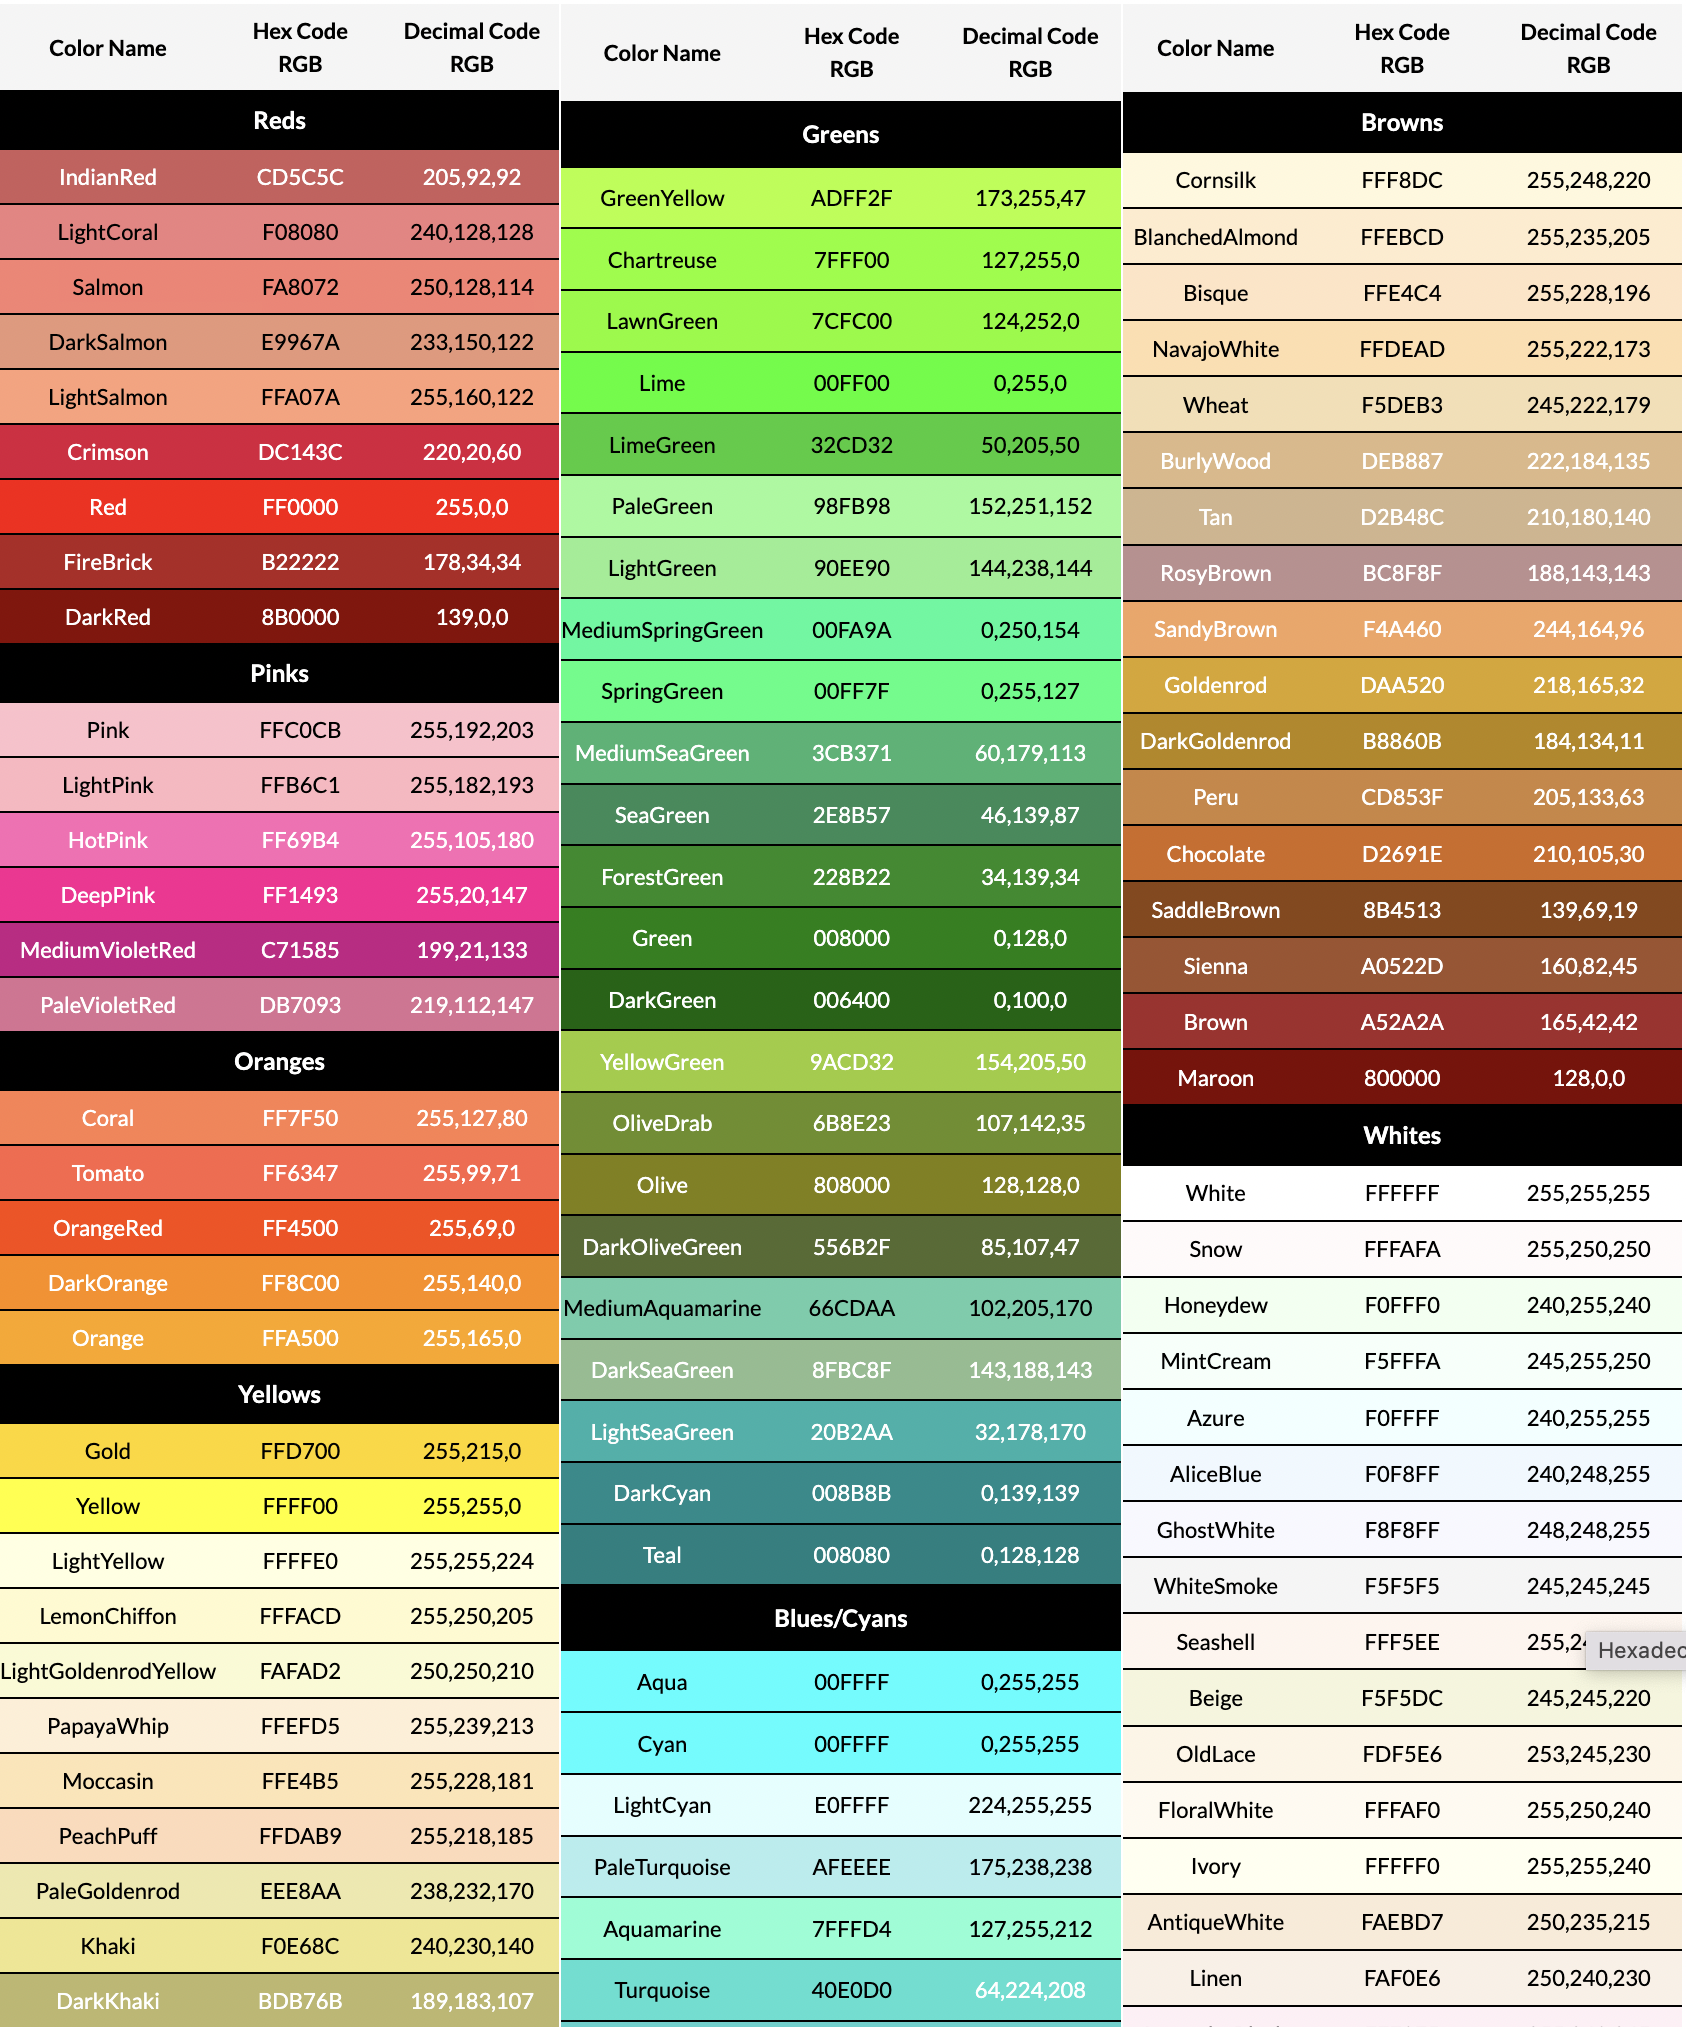 Color Name Hex Code RGB Decimal Code RGB
Reds
IndianRed CD5C5C 205,92,92
LightCoral F08080 240,128,128
Salmon FA8072 250,128,114
DarkSalmon E9967A 233,150,122
LightSalmon FFA07A 255,160,122
Crimson DC143C 220,20,60
Red FF0000 255,0,0
FireBrick B22222 178,34,34
DarkRed 8B0000 139,0,0
Pinks
Pink FFC0CB 255,192,203
LightPink FFB6C1 255,182,193
HotPink FF69B4 255,105,180
DeepPink FF1493 255,20,147
MediumVioletRed C71585 199,21,133
PaleVioletRed DB7093 219,112,147
Oranges
Coral FF7F50 255,127,80
Tomato FF6347 255,99,71
OrangeRed FF4500 255,69,0
DarkOrange FF8C00 255,140,0
Orange FFA500 255,165,0
Yellows
Gold FFD700 255,215,0
Yellow FFFF00 255,255,0
LightYellow FFFFE0 255,255,224
LemonChiffon FFFACD 255,250,205
LightGoldenrodYellow FAFAD2 250,250,210
PapayaWhip FFEFD5 255,239,213
Moccasin FFE4B5 255,228,181
PeachPuff FFDAB9 255,218,185
PaleGoldenrod EEE8AA 238,232,170
Khaki F0E68C 240,230,140
DarkKhaki BDB76B 189,183,107
Color Name Hex Code RGB Decimal Code RGB
Greens
GreenYellow ADFF2F 173,255,47
Chartreuse 7FFF00 127,255,0
LawnGreen 7CFC00 124,252,0
Lime 00FF00 0,255,0
LimeGreen 32CD32 50,205,50
PaleGreen 98FB98 152,251,152
LightGreen 90EE90 144,238,144
MediumSpringGreen 00FA9A 0,250,154
SpringGreen 00FF7F 0,255,127
MediumSeaGreen 3CB371 60,179,113
SeaGreen 2E8B57 46,139,87
ForestGreen 228B22 34,139,34
Green 008000 0,128,0
DarkGreen 006400 0,100,0
YellowGreen 9ACD32 154,205,50
OliveDrab 6B8E23 107,142,35
Olive 808000 128,128,0
DarkOliveGreen 556B2F 85,107,47
MediumAquamarine 66CDAA 102,205,170
DarkSeaGreen 8FBC8F 143,188,143
LightSeaGreen 20B2AA 32,178,170
DarkCyan 008B8B 0,139,139
Teal 008080 0,128,128
Blues/Cyans
Aqua 00FFFF 0,255,255
Cyan 00FFFF 0,255,255
LightCyan E0FFFF 224,255,255
PaleTurquoise AFEEEE 175,238,238
Aquamarine 7FFFD4 127,255,212
Turquoise 40E0D0 64,224,208
Color Name Hex Code RGB Decimal Code RGB
Browns
Cornsilk FFF8DC 255,248,220
BlanchedAlmond FFEBCD 255,235,205
Bisque FFE4C4 255,228,196
NavajoWhite FFDEAD 255,222,173
Wheat F5DEB3 245,222,179
BurlyWood DEB887 222,184,135
Tan D2B48C 210,180,140
RosyBrown BC8F8F 188,143,143
SandyBrown F4A460 244,164,96
Goldenrod DAA520 218,165,32
DarkGoldenrod B8860B 184,134,11
Peru CD853F 205,133,63
Chocolate D2691E 210,105,30
SaddleBrown 8B4513 139,69,19
Sienna A0522D 160,82,45
Brown A52A2A 165,42,42
Maroon 800000 128,0,0
Whites
White FFFFFF 255,255,255
Snow FFFAFA 255,250,250
Honeydew F0FFF0 240,255,240
MintCream F5FFFA 245,255,250
Azure F0FFFF 240,255,255
AliceBlue F0F8FF 240,248,255
GhostWhite F8F8FF 248,248,255
WhiteSmoke F5F5F5 245,245,245
Seashell FFF5EE 255,24 Hexadec
Beige F5F5DC 245,245,220
OldLace FDF5E6 253,245,230
FloralWhite FFFAF0 255,250,240
Ivory FFFFF0 255,255,240
AntiqueWhite FAEBD7 250,235,215
Linen FAF0E6 250,240,230